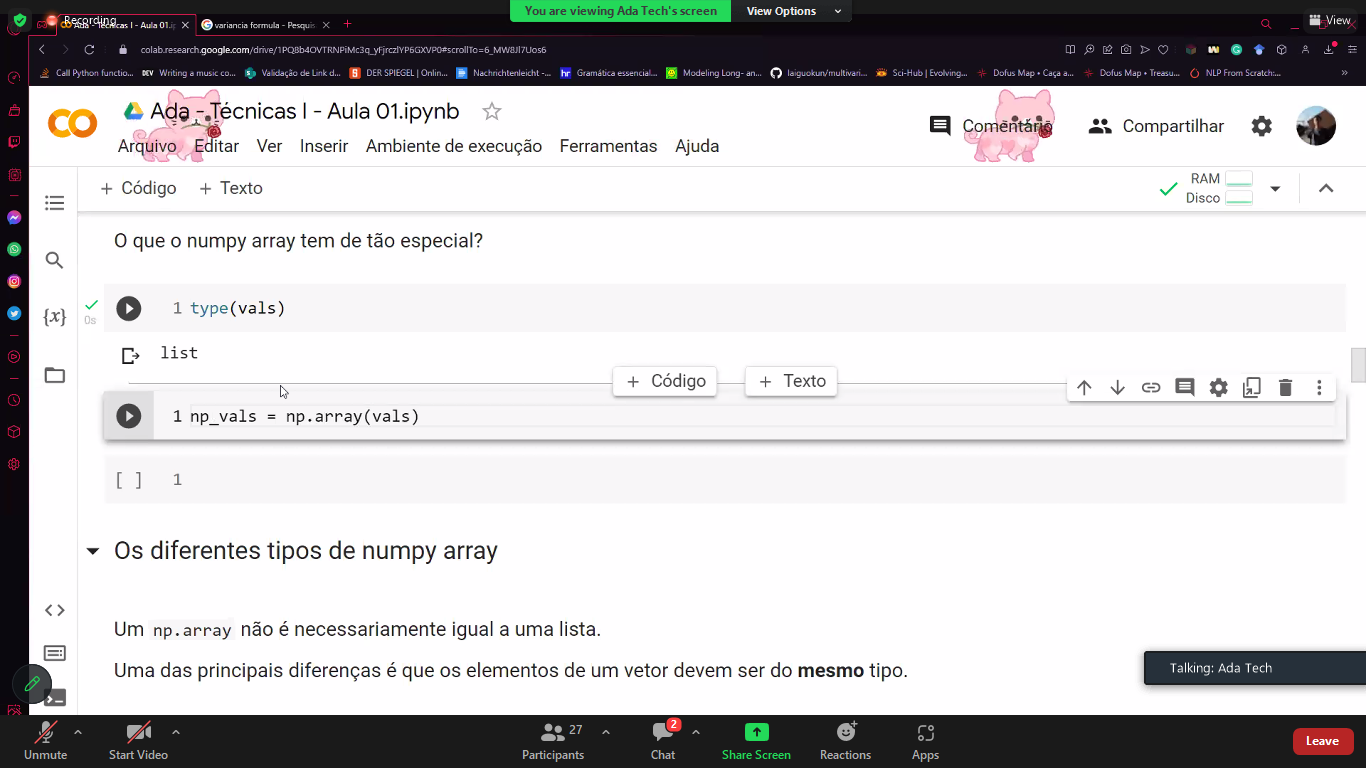 Recording
You are viewing Ada Tech's screen
View Options
View
Ada - Técnicas I - Aula 01.ip
variancia formula - Pesquis
colab.research.google.com/drive/1PQ8b4OVTRNPiMc3q_yFjrczlYP6GXVP0#scrollTo=6_MW8Jl7Uos6
Call Python functio...
DEV Writing a music co...
Validação de Link d...
DER SPIEGEL | Onlin...
Nachrichtenleicht -...
hr Gramática essencial...
Modeling Long- an...
laiguokun/multivari...
Sci-Hub | Evolving...
Dofus Map • Caça a...
Dofus Map • Treasu...
NLP From Scratch:...
Ada - Técnicas I - Aula 01.ipynb
Comentário
Compartilhar
Arquivo Editar Ver Inserir Ambiente de execução Ferramentas Ajuda
+ Código + Texto
RAM
Disco
O que o numpy array tem de tão especial?
0s
1 type(vals)
list
+ Código
+ Texto
1 np_vals = np.array(vals)
[ ] 1
Os diferentes tipos de numpy array
Um np.array não é necessariamente igual a uma lista.
Uma das principais diferenças é que os elementos de um vetor devem ser do mesmo tipo.
Talking: Ada Tech
27
2
Unmute
Start Video
Participants
Chat
Share Screen
Reactions
Apps
Leave